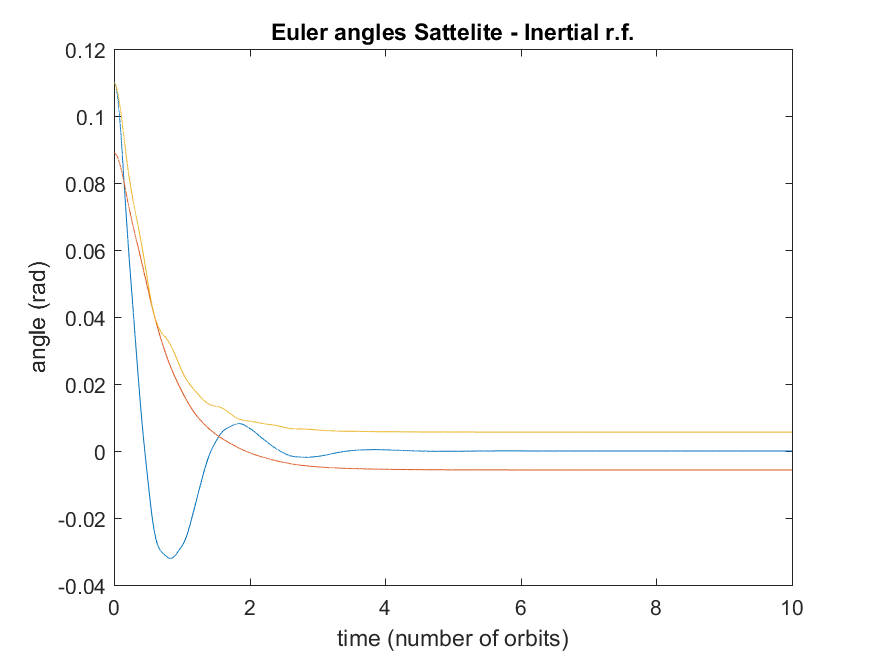 Euler angles Sattelite - Inertial r.f.
0.12
0.1
0.08
0.06
0.04
0.02
0
-0.02
-0.04
angle (rad)
0 2 4 6 8 10
time (number of orbits)